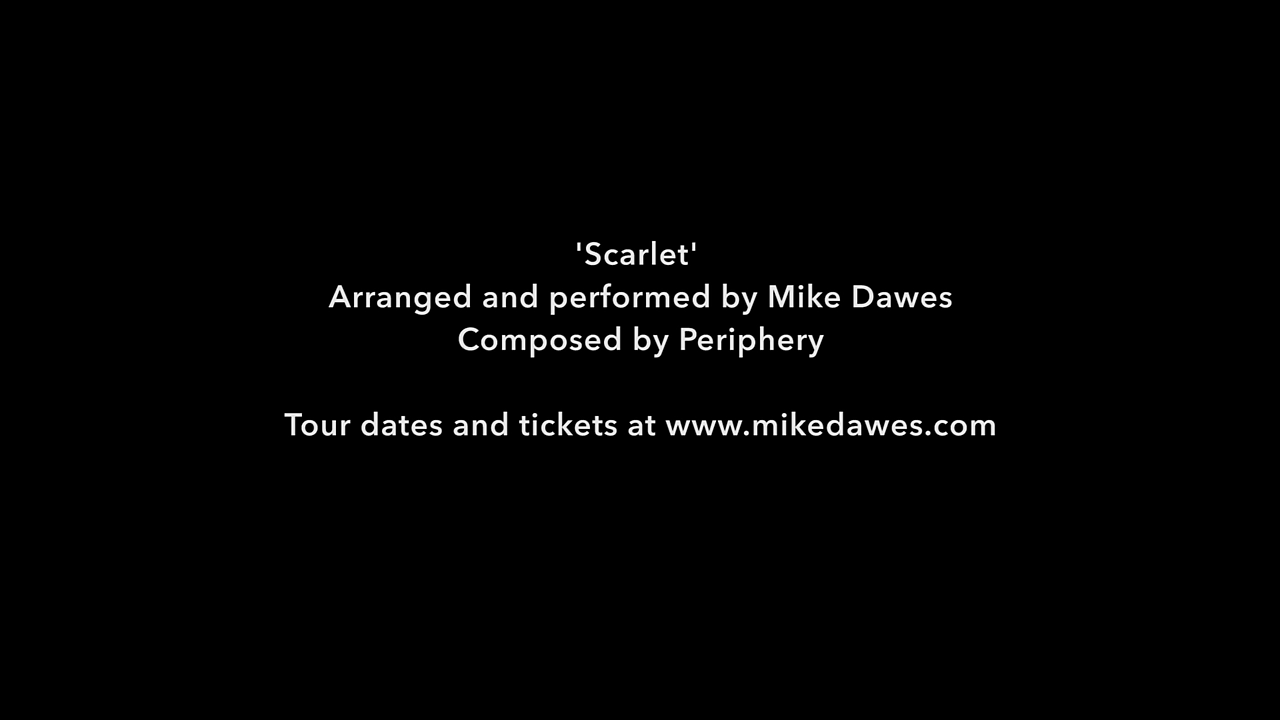 'Scarlet'
Arranged and performed by Mike Dawes
Composed by Periphery
Tour dates and tickets at www.mikedawes.com